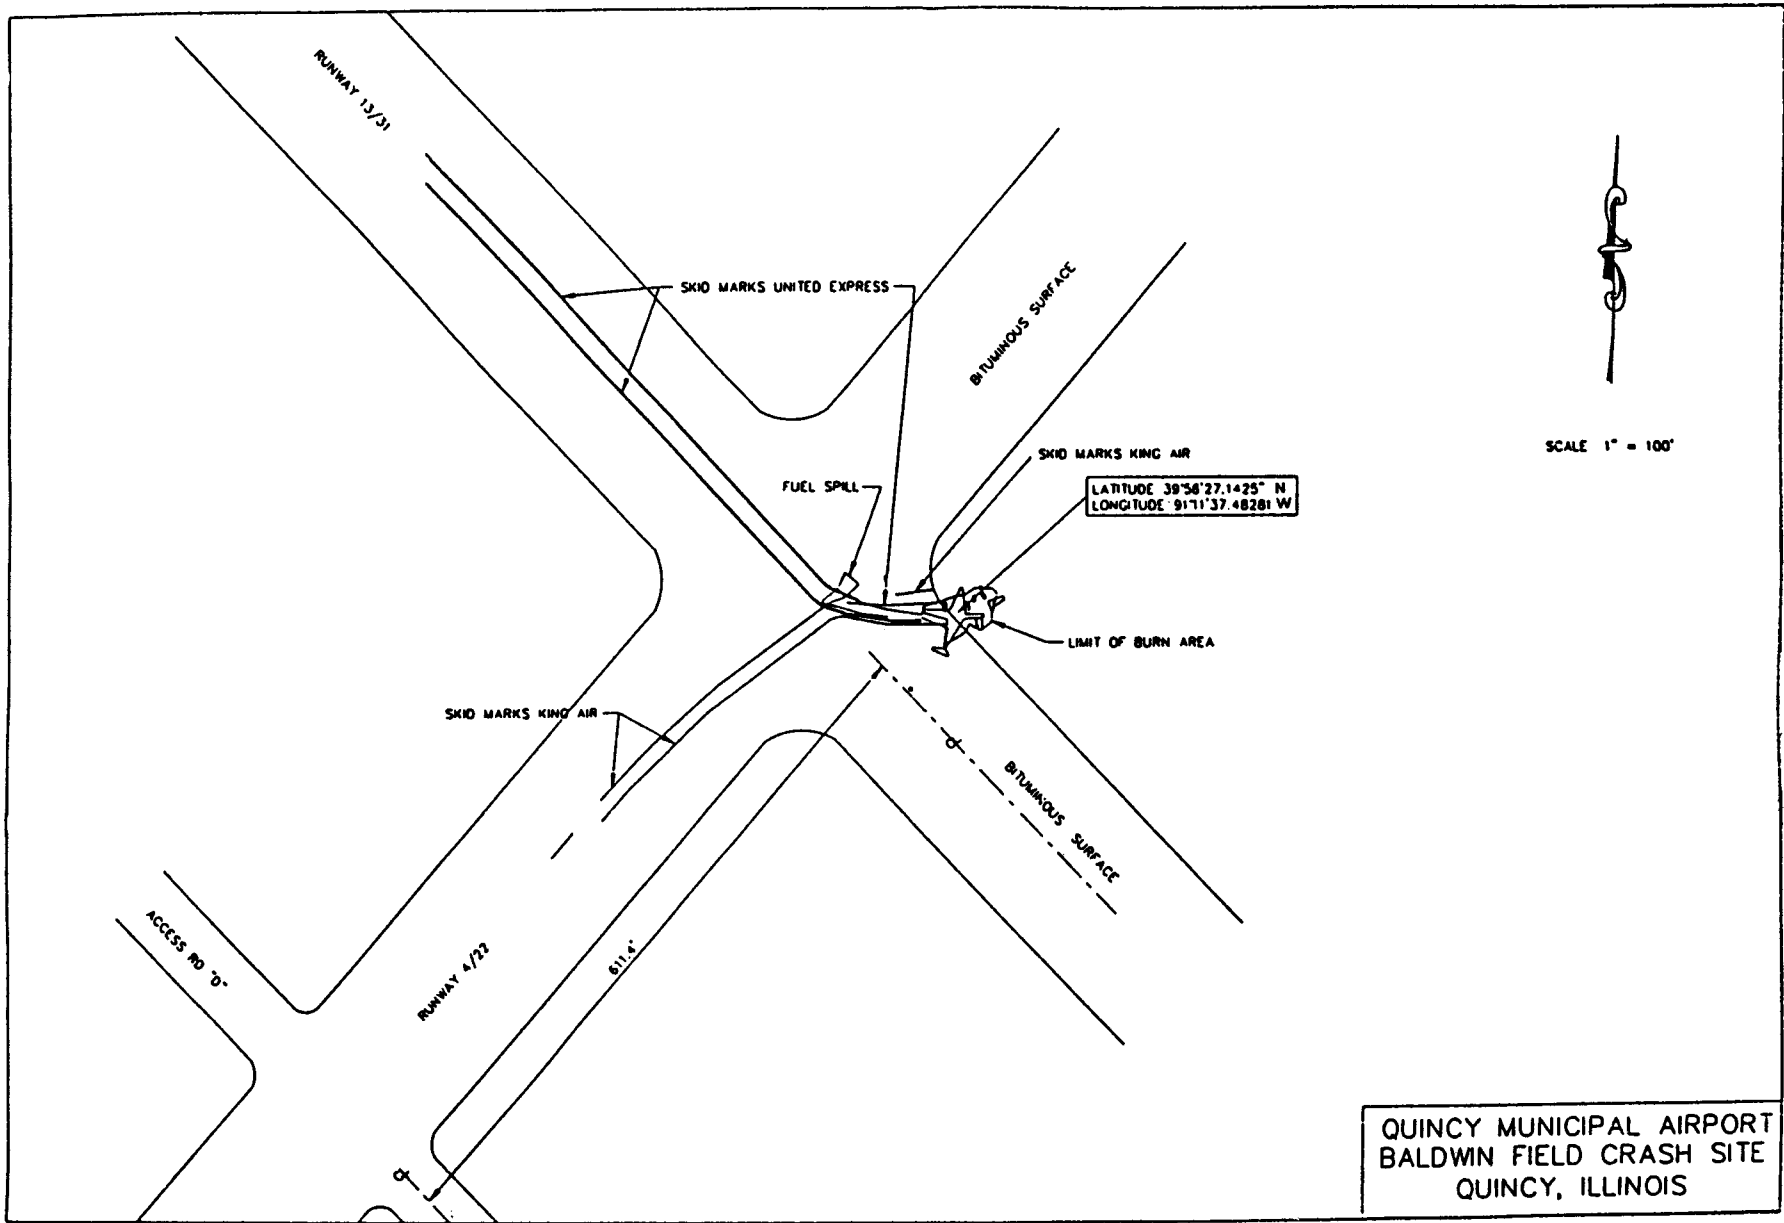 RUNWAY 13/31
SKID MARKS UNITED EXPRESS
BITUMINOUS SURFACE
SCALE 1" = 100'
SKID MARKS KING AIR
FUEL SPILL
LATITUDE 39°56'27.1425" N
LONGITUDE 91°11'37.48281 W
LIMIT OF BURN AREA
SKID MARKS KING AIR
BITUMINOUS SURFACE
ACCESS RD "D"
RUNWAY 4/22
611.4'
QUINCY MUNICIPAL AIRPORT
BALDWIN FIELD CRASH SITE
QUINCY, ILLINOIS